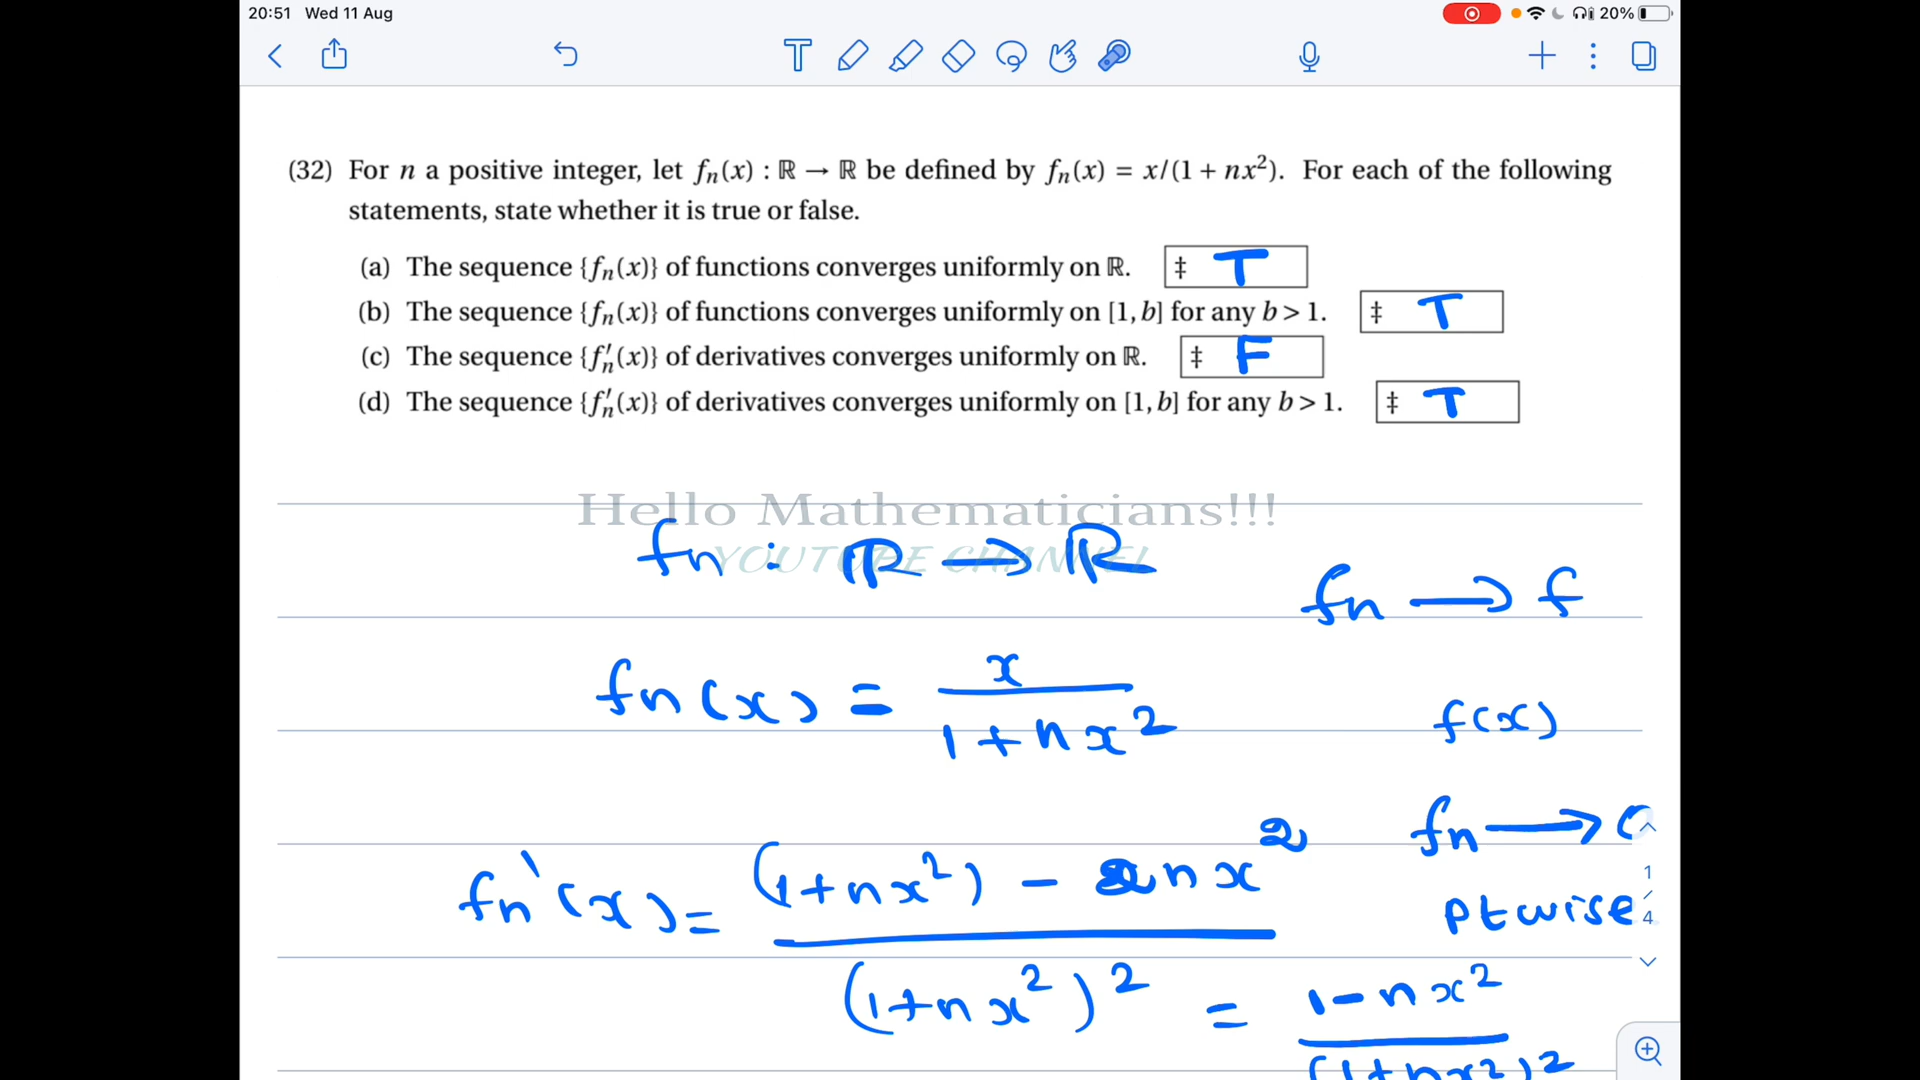 20:51 Wed 11 Aug
20%
(32) For n a positive integer, let fₙ(x) : ℝ → ℝ be defined by fₙ(x) = x/(1 + nx²). For each of the following
statements, state whether it is true or false.
(a) The sequence {fₙ(x)} of functions converges uniformly on ℝ. ‡ T
(b) The sequence {fₙ(x)} of functions converges uniformly on [1, b] for any b > 1. ‡ T
(c) The sequence {f′ₙ(x)} of derivatives converges uniformly on ℝ. ‡ F
(d) The sequence {f′ₙ(x)} of derivatives converges uniformly on [1, b] for any b > 1. ‡ T
Hello Mathematicians!!!
YOUTUBE CHANNEL
fn : ℝ → ℝ
fn → f
fn(x) = x / 1+nx²
f(x)
fn →
ptwise
fn'(x) = (1+nx²) - 2nx² / (1+nx²)² = 1-nx² / (1+nx²)²
1/4